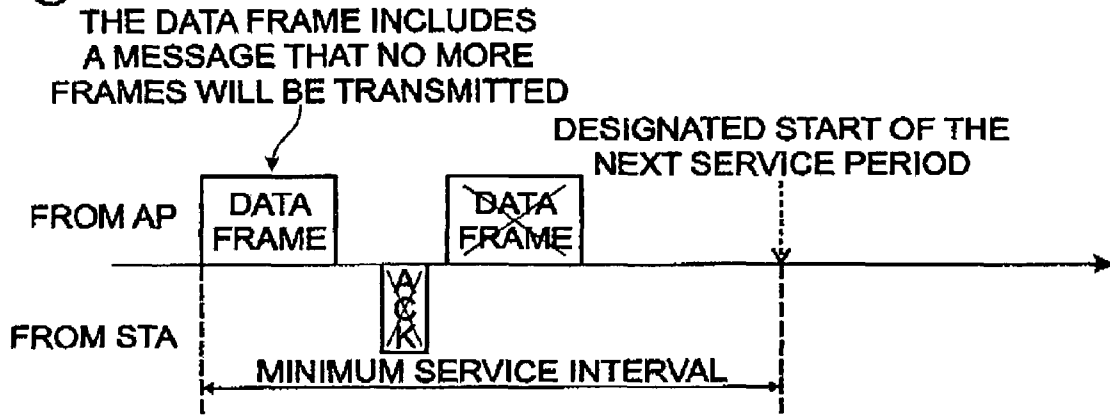 THE DATA FRAME INCLUDES
A MESSAGE THAT NO MORE
FRAMES WILL BE TRANSMITTED
DESIGNATED START OF THE
NEXT SERVICE PERIOD
FROM AP
DATA
FRAME
DATA
FRAME
ACK
FROM STA
MINIMUM SERVICE INTERVAL